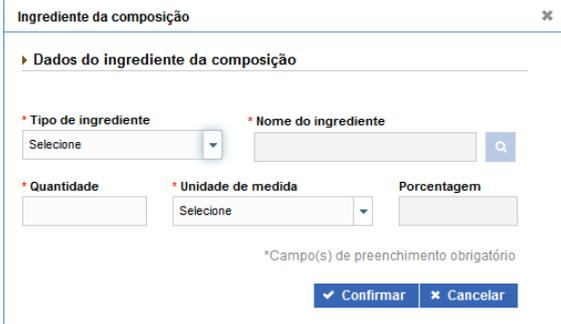 Ingrediente da composição
Dados do ingrediente da composição
* Tipo de ingrediente
* Nome do ingrediente
Selecione
* Quantidade
* Unidade de medida
Porcentagem
Selecione
*Campo(s) de preenchimento obrigatório
Confirmar
Cancelar